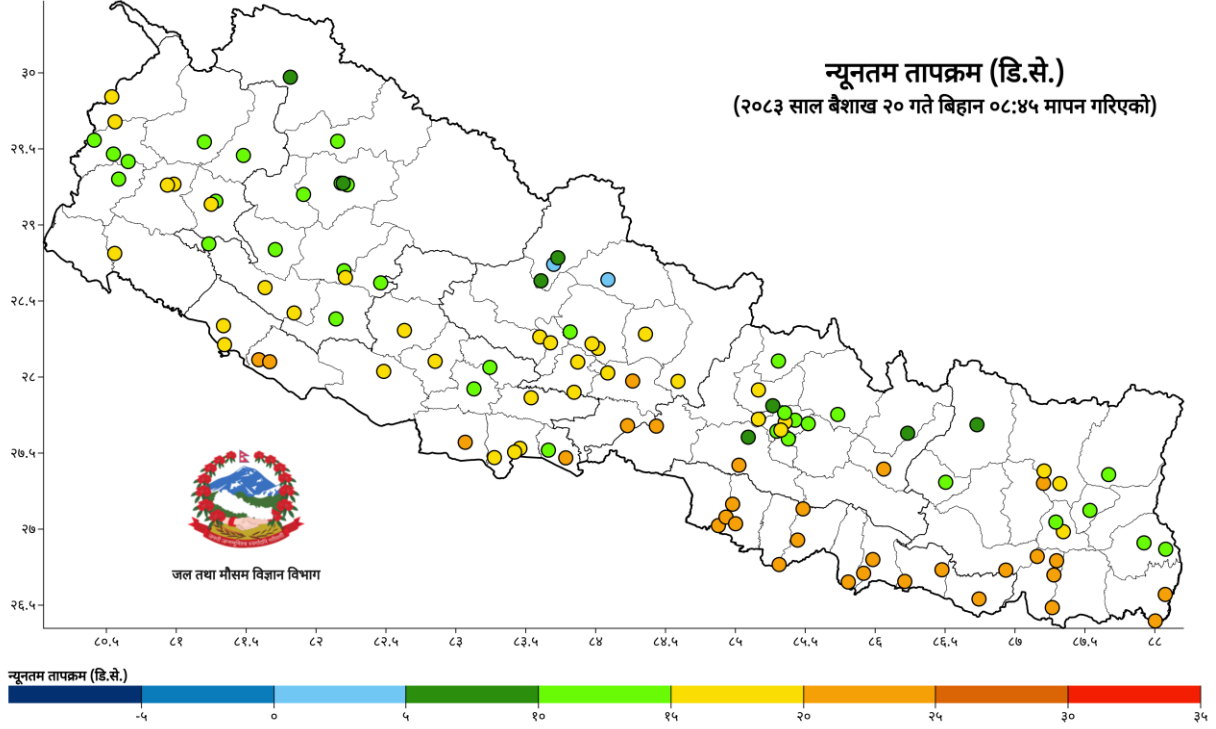 न्यूनतम तापक्रम (डि.से.)
(२०८३ साल बैशाख २० गते बिहान ०८:४५ मापन गरिएको)
३०
२९.५
२९
२८.५
२८
२७.५
२७
२६.५
जल तथा मौसम विज्ञान विभाग
८०.५ ८१ ८१.५ ८२ ८२.५ ८३ ८३.५ ८४ ८४.५ ८५ ८५.५ ८६ ८६.५ ८७ ८७.५ ८८
न्यूनतम तापक्रम (डि.से.)
-५ ० ५ १० १५ २० २५ ३० ३५